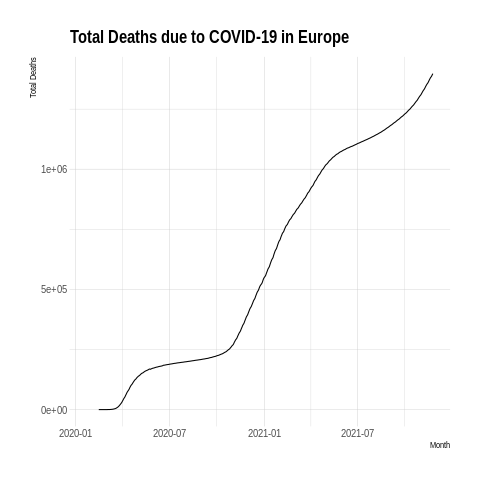 Total Deaths due to COVID-19 in Europe
Total Deaths
1e+06
5e+05
0e+00
2020-01 2020-07 2021-01 2021-07
Month